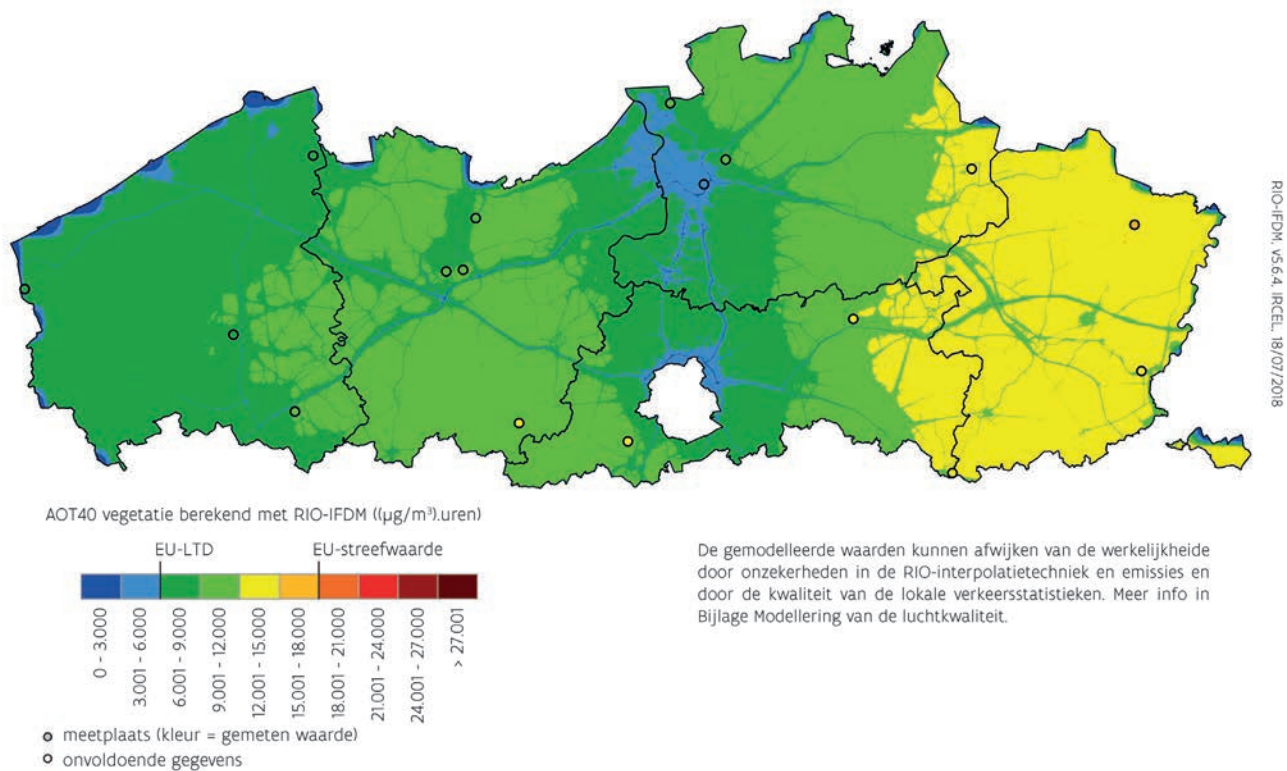 RIO-IFDM, v5.6.4, IRCEL, 18/07/2018
AOT40 vegetatie berekend met RIO-IFDM ((µg/m³).uren)
EU-LTD EU-streefwaarde
0 - 3.000
3.001 - 6.000
6.001 - 9.000
9.001 - 12.000
12.001 - 15.000
15.001 - 18.000
18.001 - 21.000
21.001 - 24.000
24.001 - 27.000
> 27.001
meetplaats (kleur = gemeten waarde)
onvoldoende gegevens
De gemodelleerde waarden kunnen afwijken van de werkelijkheide
door onzekerheden in de RIO-interpolatietechniek en emissies en
door de kwaliteit van de lokale verkeersstatistieken. Meer info in
Bijlage Modellering van de luchtkwaliteit.